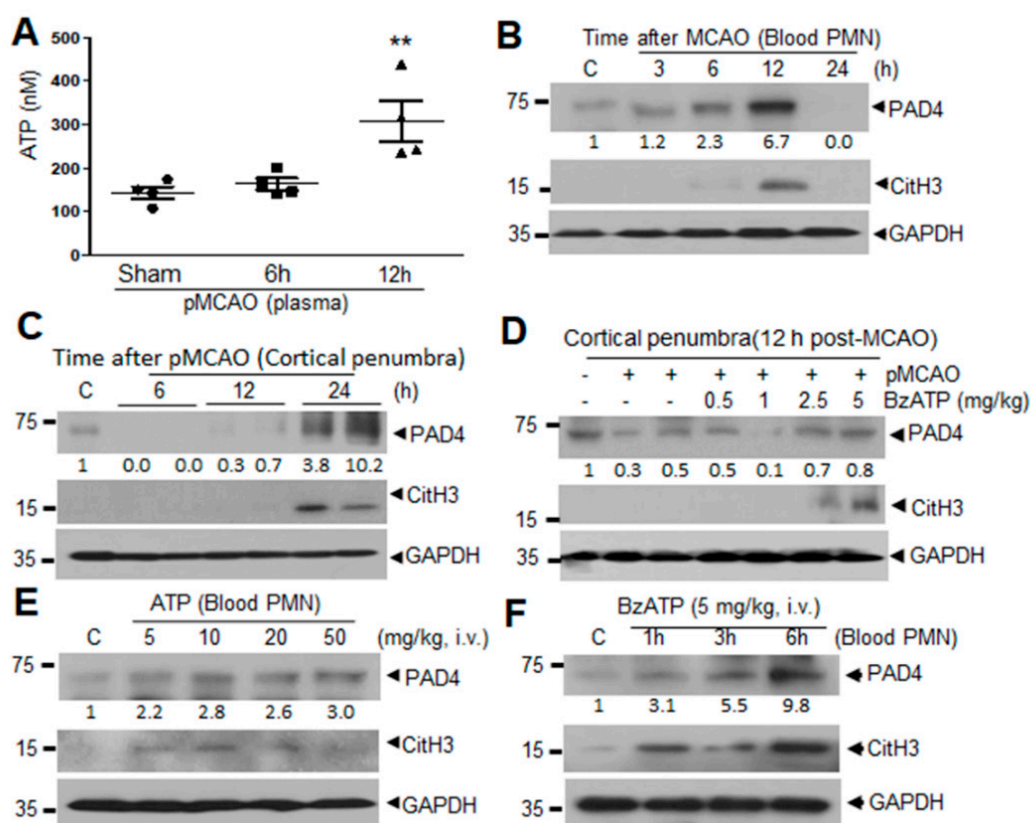 A
500
400
300
200
100
0
ATP (nM)
**
Sham 6h 12h
pMCAO (plasma)
B
Time after MCAO (Blood PMN)
C 3 6 12 24 (h)
75 PAD4
1 1.2 2.3 6.7 0.0
15 CitH3
35 GAPDH
C
Time after pMCAO (Cortical penumbra)
C 6 12 24 (h)
75 PAD4
1 0.0 0.0 0.3 0.7 3.8 10.2
CitH3
15
35 GAPDH
D
Cortical penumbra(12 h post-MCAO)
- + + + + + + pMCAO
- - - 0.5 1 2.5 5 BzATP (mg/kg)
75 PAD4
1 0.3 0.5 0.5 0.1 0.7 0.8
CitH3
15
35 GAPDH
E
ATP (Blood PMN)
C 5 10 20 50 (mg/kg, i.v.)
75 PAD4
1 2.2 2.8 2.6 3.0
15 CitH3
35 GAPDH
F
BzATP (5 mg/kg, i.v.)
C 1h 3h 6h (Blood PMN)
75 PAD4
1 3.1 5.5 9.8
15 CitH3
35 GAPDH